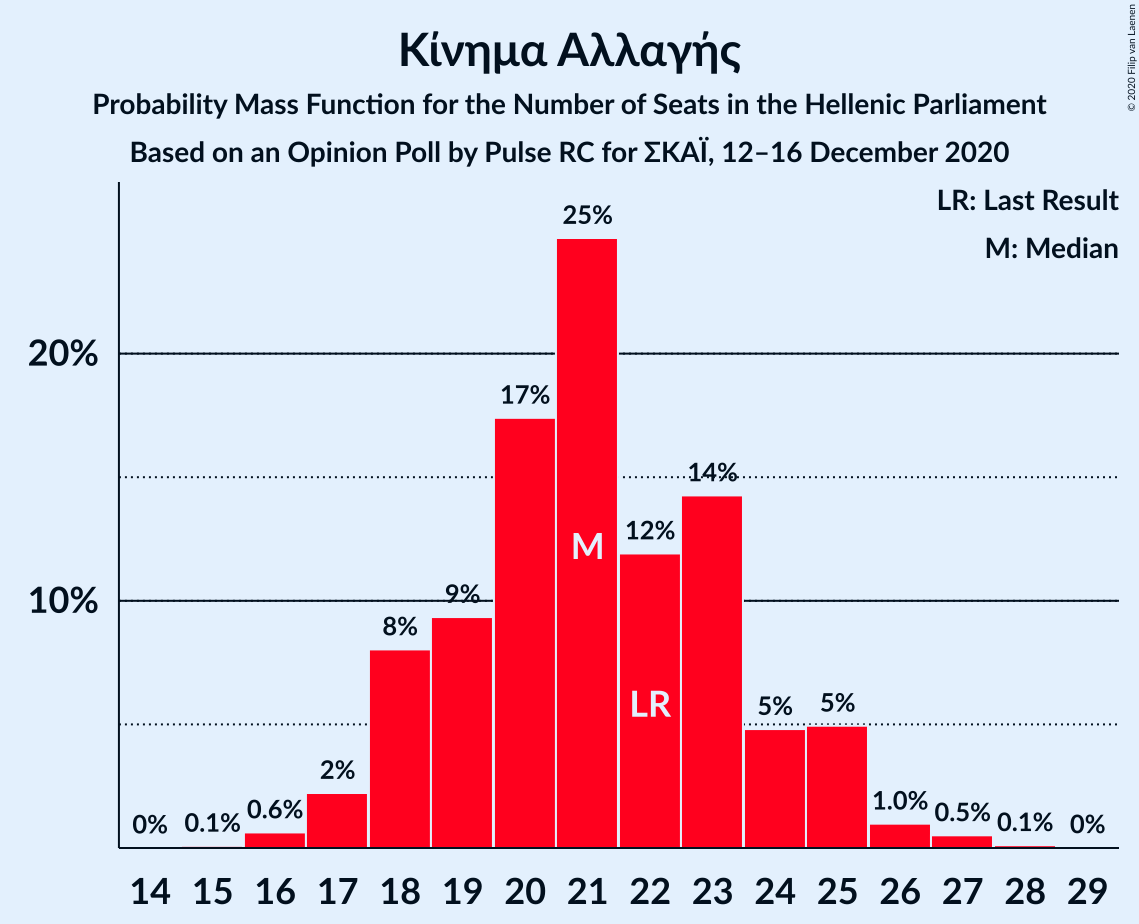 Κίνημα Αλλαγής
Probability Mass Function for the Number of Seats in the Hellenic Parliament
Based on an Opinion Poll by Pulse RC for ΣΚΑΪ, 12–16 December 2020
© 2020 Filip van Laenen
LR: Last Result
M: Median
20%
10%
0%
0.1%
0.6%
2%
8%
9%
17%
25%
12%
14%
5%
5%
1.0%
0.5%
0.1%
0%
M
LR
14 15 16 17 18 19 20 21 22 23 24 25 26 27 28 29